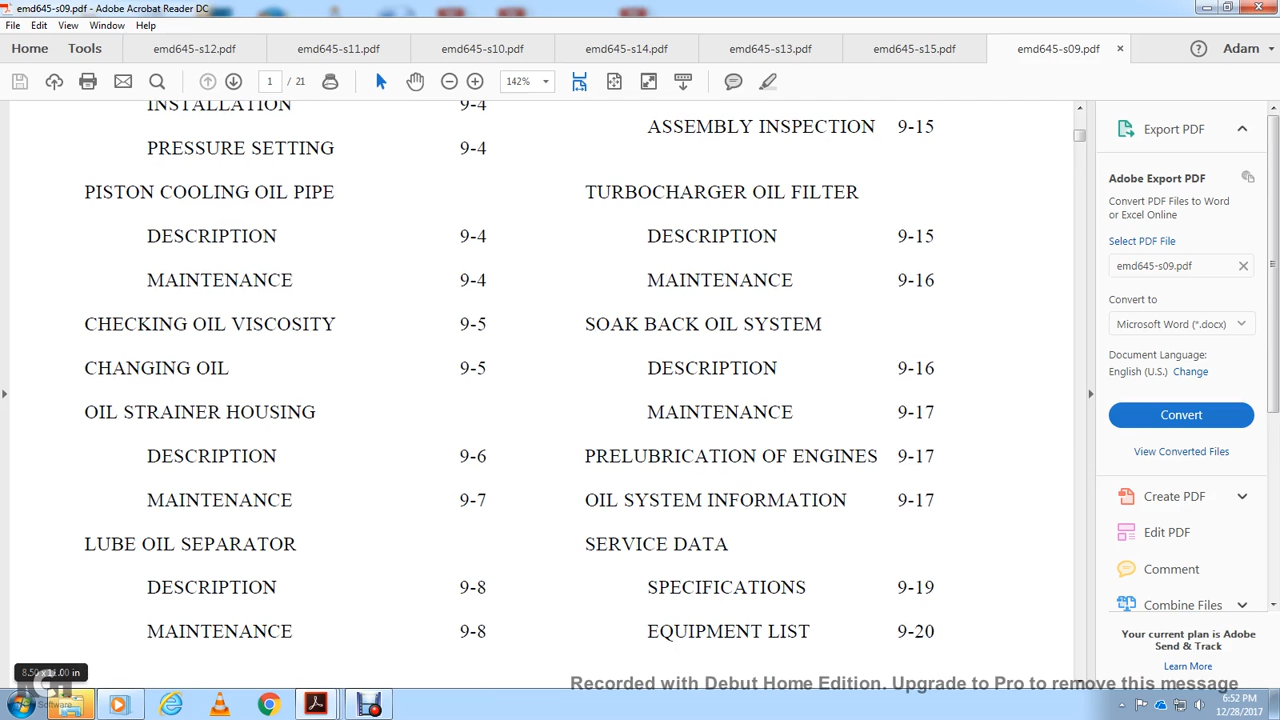 emd645-s09.pdf - Adobe Acrobat Reader DC
File Edit View Window Help
Home Tools emd645-s12.pdf emd645-s11.pdf emd645-s10.pdf emd645-s14.pdf emd645-s13.pdf emd645-s15.pdf emd645-s09.pdf × Adam
1 / 21 142%
INSTALLATION 9-4
PRESSURE SETTING 9-4
PISTON COOLING OIL PIPE
DESCRIPTION 9-4
MAINTENANCE 9-4
CHECKING OIL VISCOSITY 9-5
CHANGING OIL 9-5
OIL STRAINER HOUSING
DESCRIPTION 9-6
MAINTENANCE 9-7
LUBE OIL SEPARATOR
DESCRIPTION 9-8
MAINTENANCE 9-8
ASSEMBLY INSPECTION 9-15
TURBOCHARGER OIL FILTER
DESCRIPTION 9-15
MAINTENANCE 9-16
SOAK BACK OIL SYSTEM
DESCRIPTION 9-16
MAINTENANCE 9-17
PRELUBRICATION OF ENGINES 9-17
OIL SYSTEM INFORMATION 9-17
SERVICE DATA
SPECIFICATIONS 9-19
EQUIPMENT LIST 9-20
Export PDF
Adobe Export PDF
Convert PDF Files to Word
or Excel Online
Select PDF File
emd645-s09.pdf
Convert to
Microsoft Word (*.docx)
Document Language:
English (U.S.) Change
Convert
View Converted Files
Create PDF
Edit PDF
Comment
Combine Files
Your current plan is Adobe
Send & Track
Learn More
8.50 x 11.00 in
Software
Recorded with Debut Home Edition. Upgrade to Pro to remove this message
6:52 PM
12/28/2017